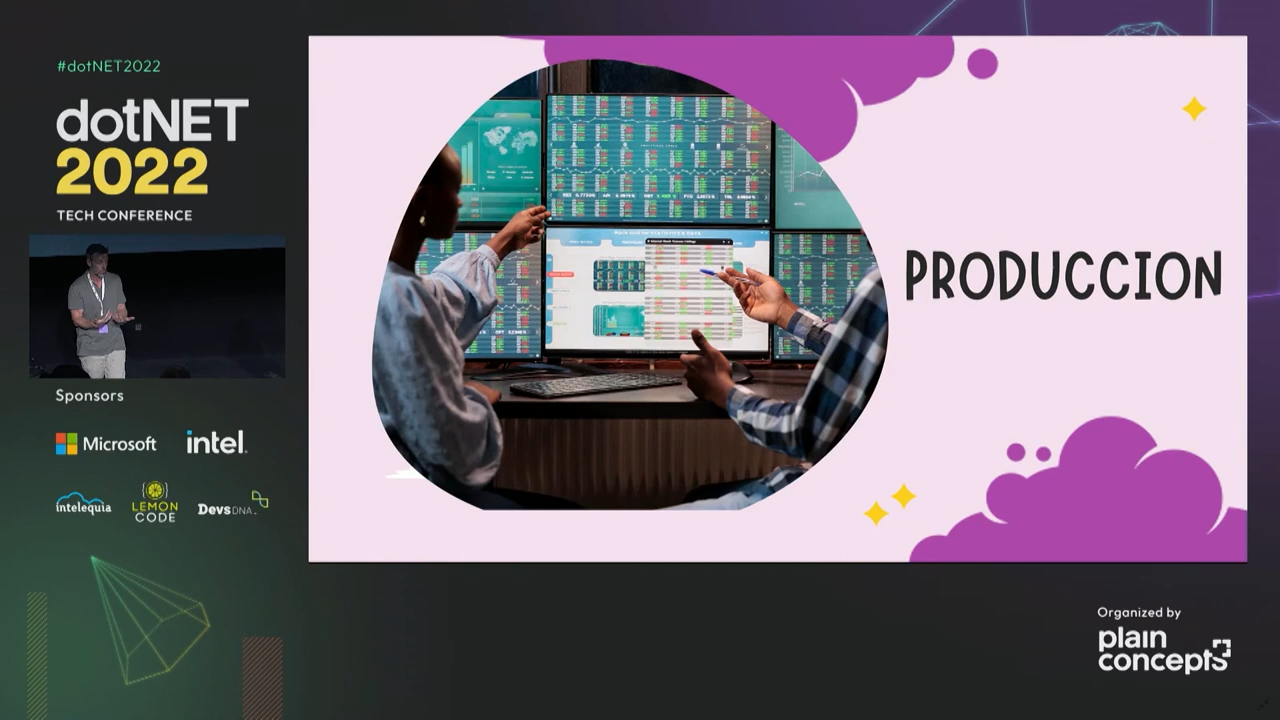 #dotNET2022
dotNET
2022
TECH CONFERENCE
PRODUCCION
Sponsors
Microsoft
intel.
intelequia
LEMON
CODE
DevsDNA
Organized by
plain
concepts